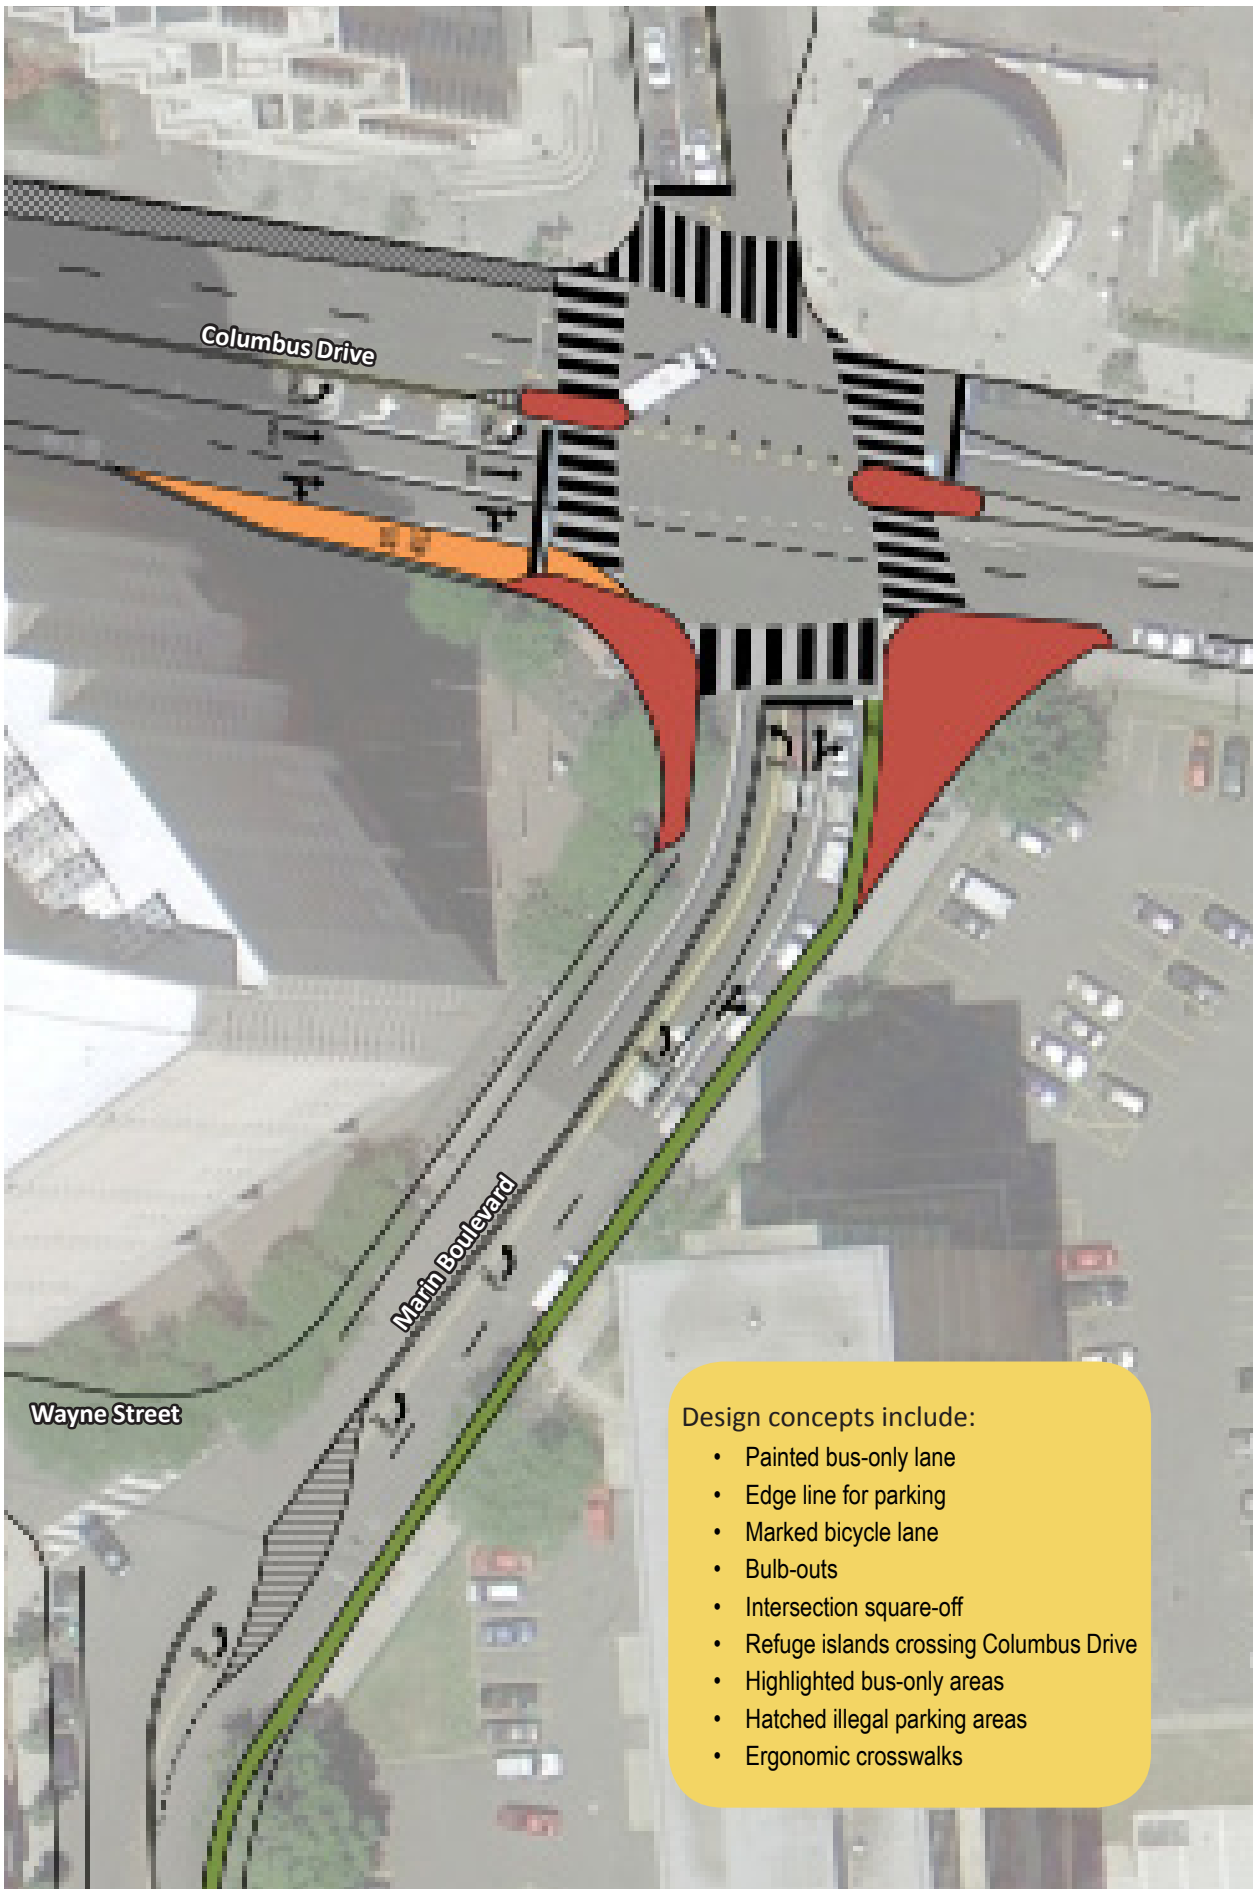 Columbus Drive
Marin Boulevard
Wayne Street
Design concepts include:
• Painted bus-only lane
• Edge line for parking
• Marked bicycle lane
• Bulb-outs
• Intersection square-off
• Refuge islands crossing Columbus Drive
• Highlighted bus-only areas
• Hatched illegal parking areas
• Ergonomic crosswalks